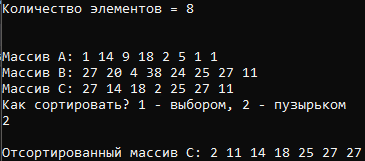 Количество элементов = 8
Массив A: 1 14 9 18 2 5 1 1
Массив B: 27 20 4 38 24 25 27 11
Массив C: 27 14 18 2 25 27 11
Как сортировать? 1 - выбором, 2 - пузырьком
2
Отсортированный массив C: 2 11 14 18 25 27 27